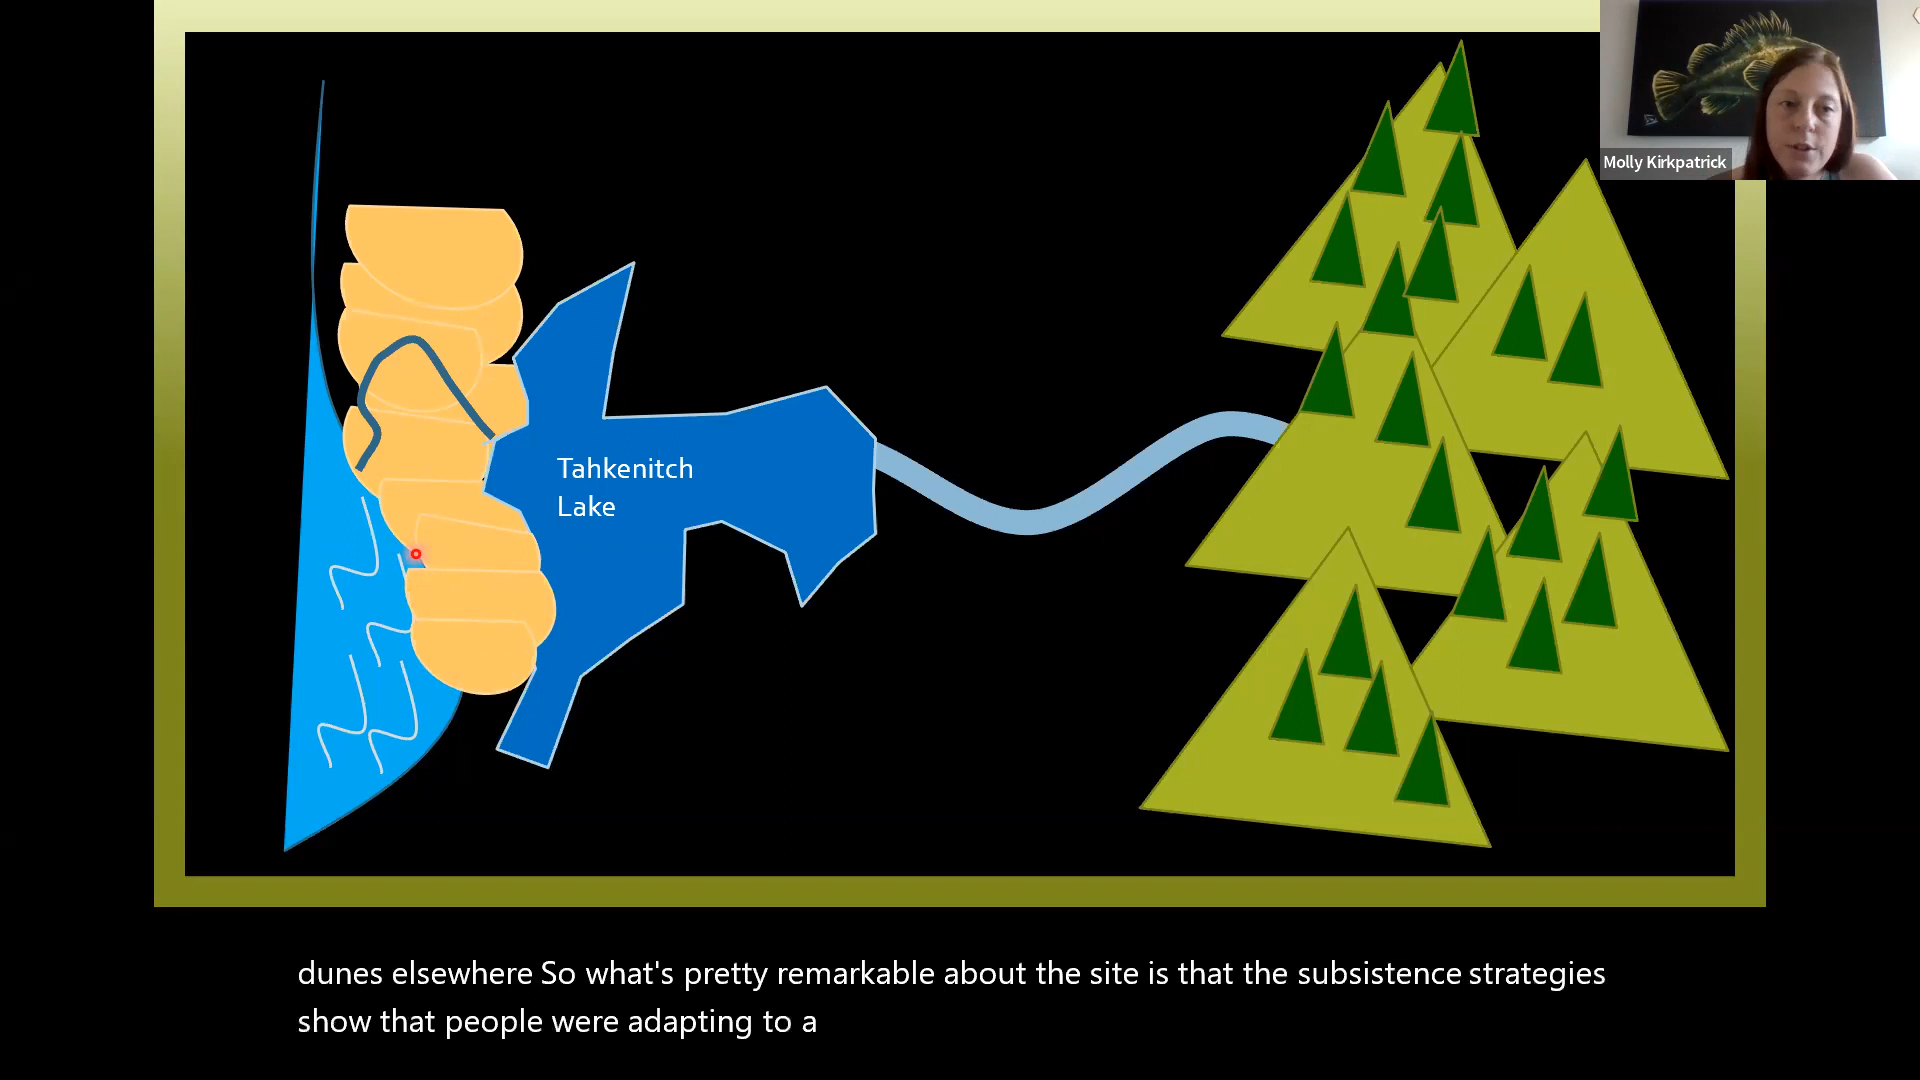 Molly Kirkpatrick
Tahkenitch
Lake
dunes elsewhere So what's pretty remarkable about the site is that the subsistence strategies
show that people were adapting to a